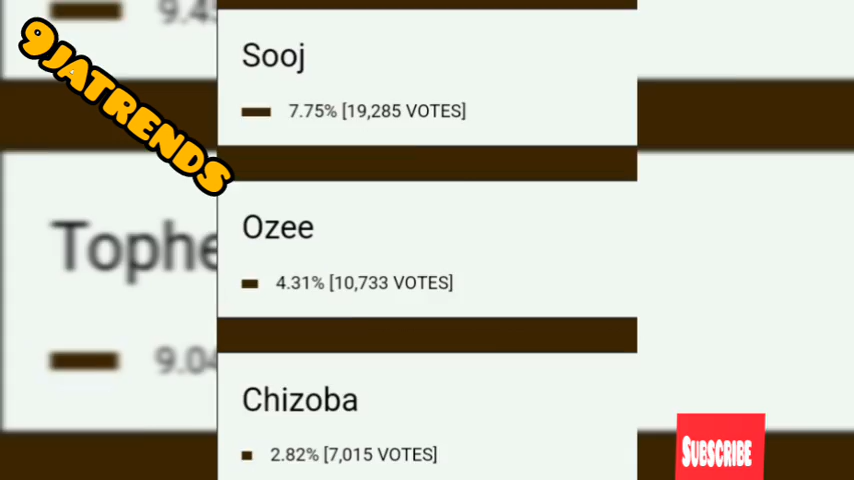 9JATRENDS
Sooj
7.75% [19,285 VOTES]
Ozee
4.31% [10,733 VOTES]
Chizoba
2.82% [7,015 VOTES]
SUBSCRIBE